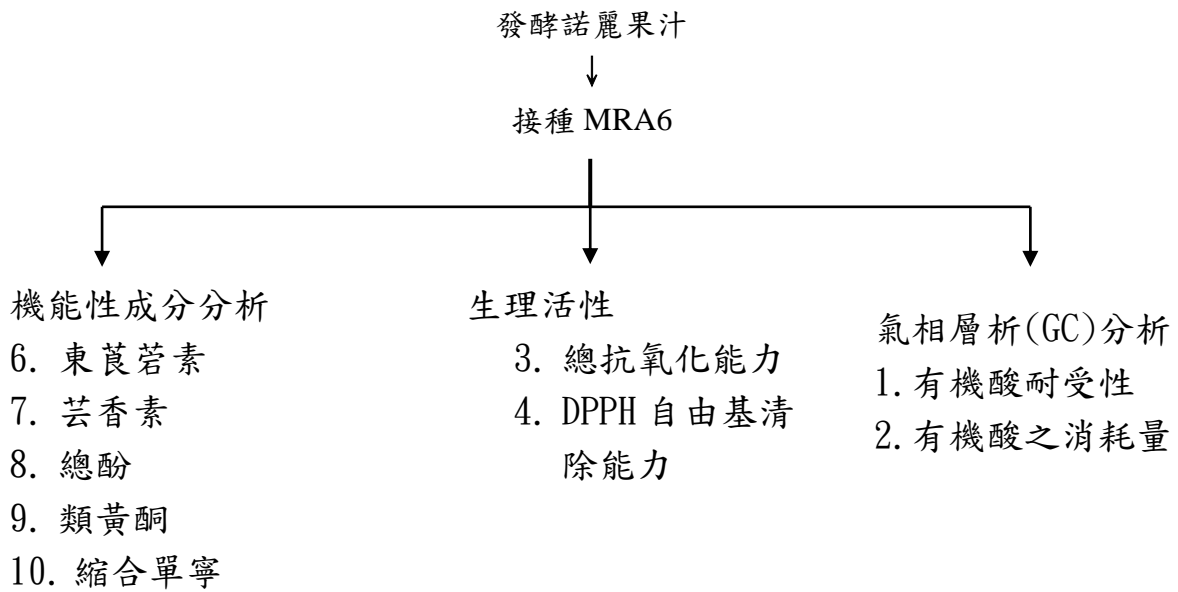 發酵諾麗果汁
接種 MRA6
機能性成分分析
6. 東莨菪素
7. 芸香素
8. 總酚
9. 類黃酮
10. 縮合單寧
生理活性
3. 總抗氧化能力
4. DPPH 自由基清
除能力
氣相層析(GC)分析
1. 有機酸耐受性
2. 有機酸之消耗量